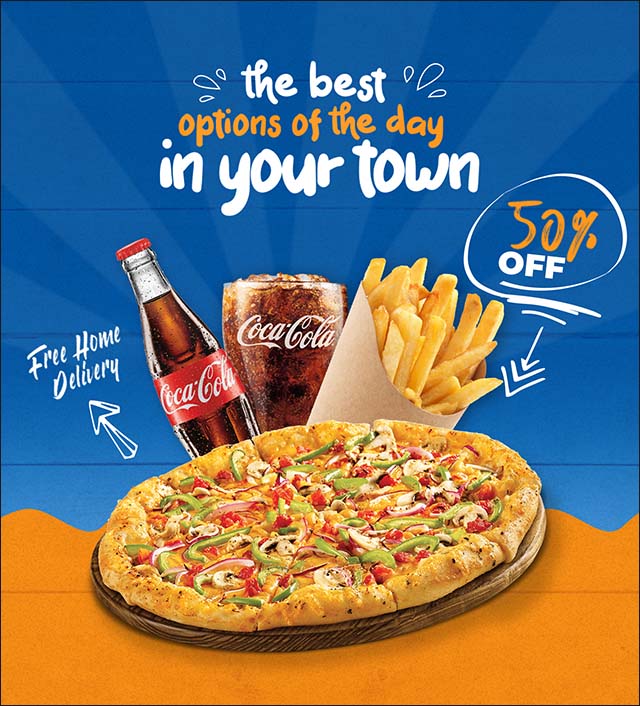 the best
options of the day
in your town
50%
OFF
Free Home
Delivery
Coca-Cola
Coca-Cola